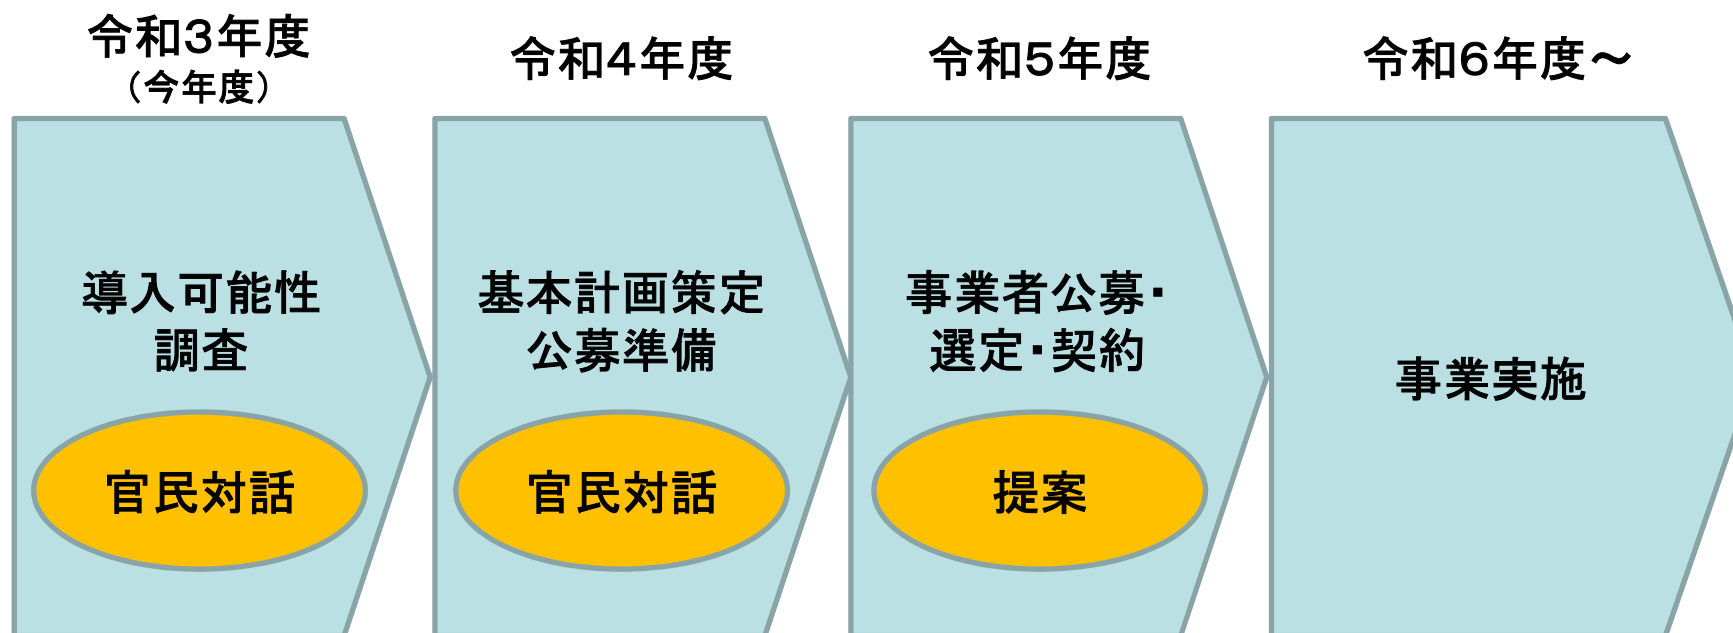 令和3年度
（今年度）
導入可能性
調査
官民対話
令和4年度
基本計画策定
公募準備
官民対話
令和5年度
事業者公募・
選定・契約
提案
令和6年度～
事業実施